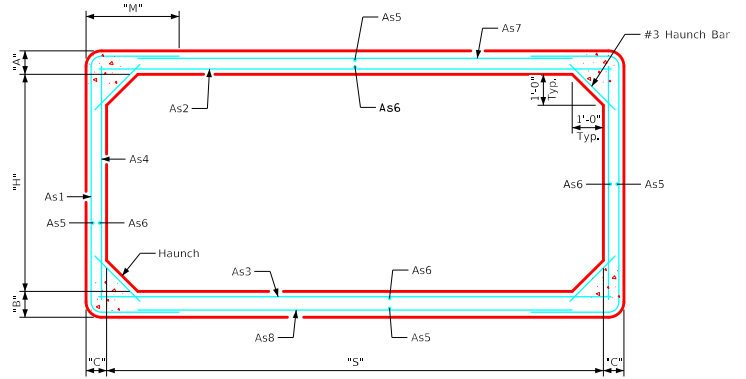 "M"
As5
As7
#3 Haunch Bar
"A"
As2
As6
1'-0"
Typ.
1'-0"
Typ.
As4
"H"
As1
As6
As5
As5
As6
Haunch
As3
As6
"B"
As8
As5
"C"
"S"
"C"